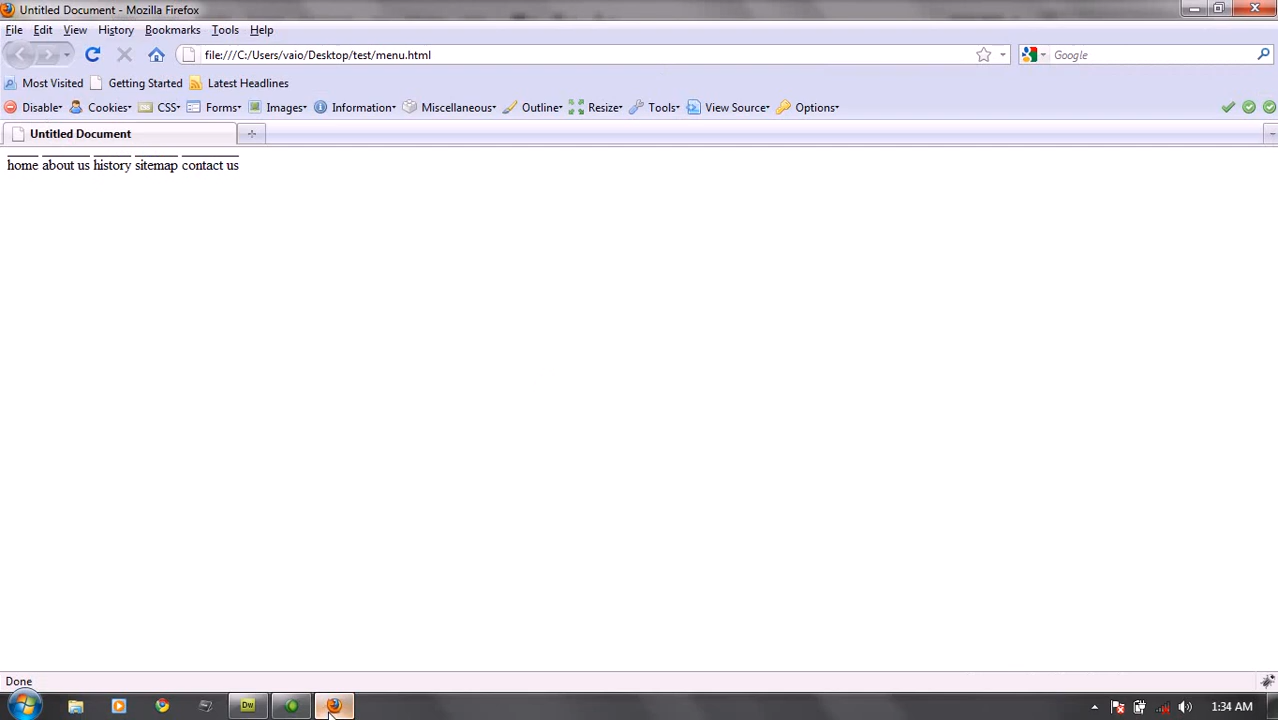 Untitled Document - Mozilla Firefox
File Edit View History Bookmarks Tools Help
file:///C:/Users/vaio/Desktop/test/menu.html Google
Most Visited Getting Started Latest Headlines
Disable Cookies CSS Forms Images Information Miscellaneous Outline Resize Tools View Source Options
Untitled Document
home about us history sitemap contact us
Done
Dw 1:34 AM